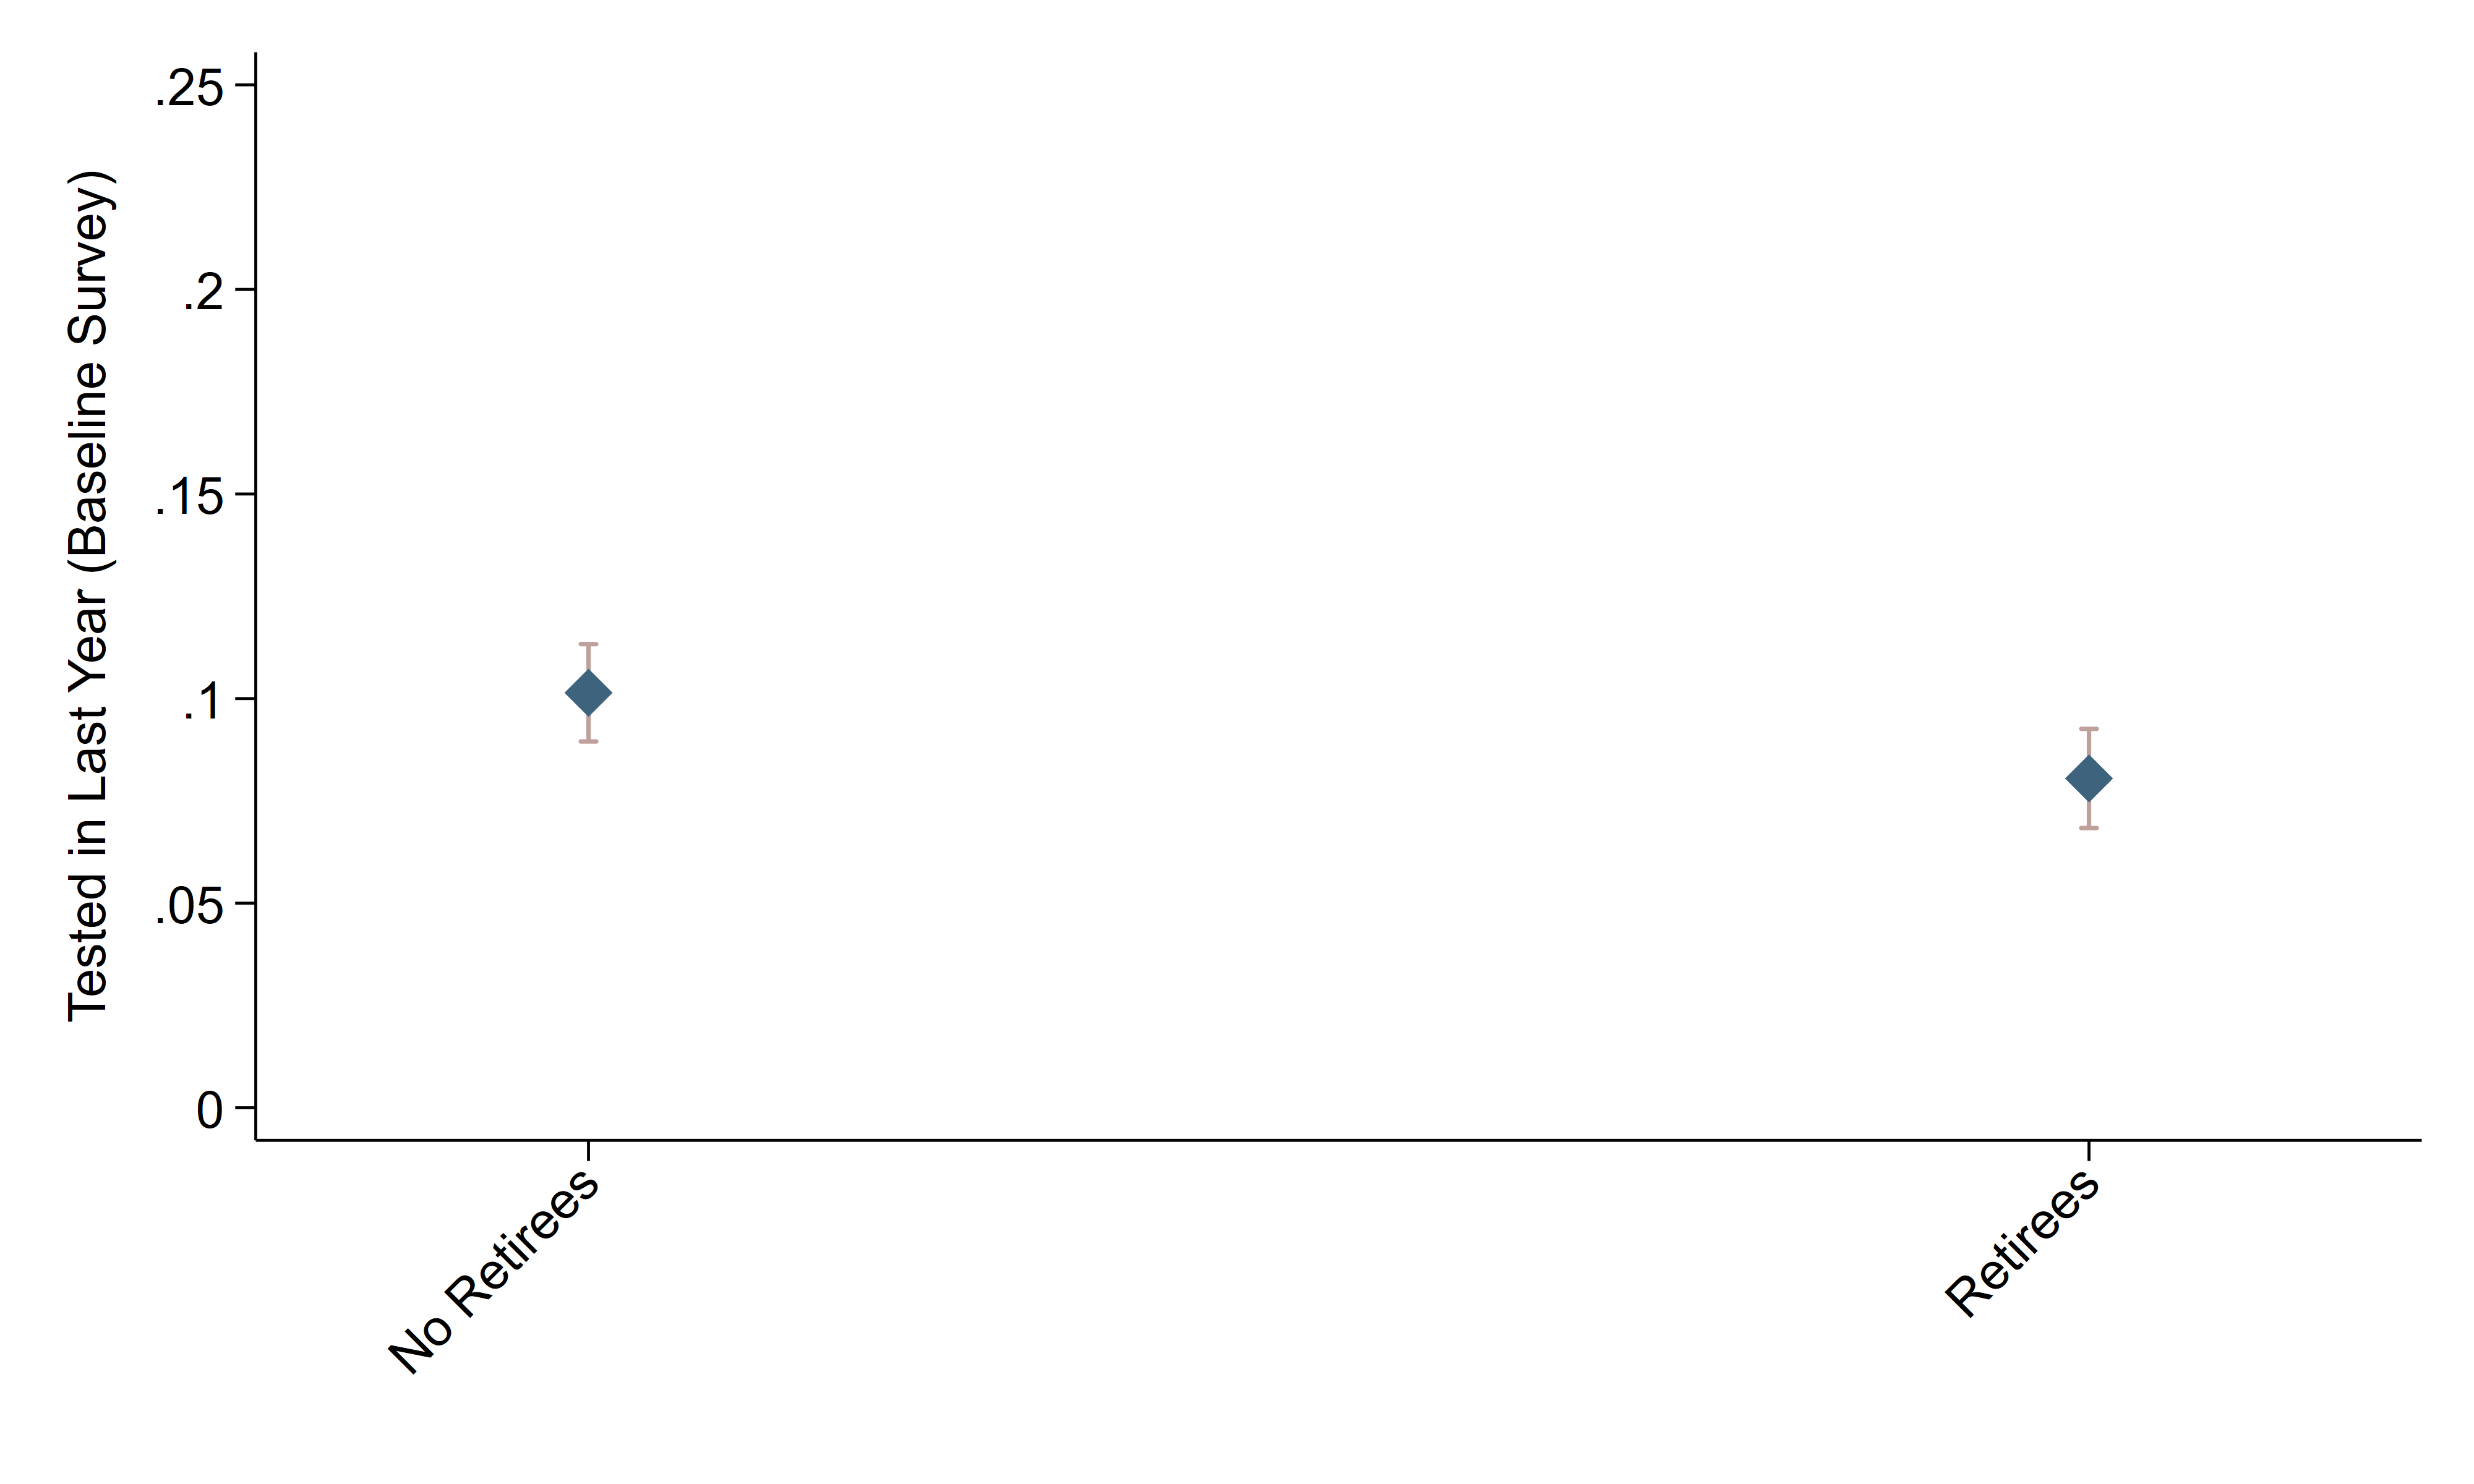 Tested in Last Year (Baseline Survey)
.25
.2
.15
.1
.05
0
No Retirees
Retirees